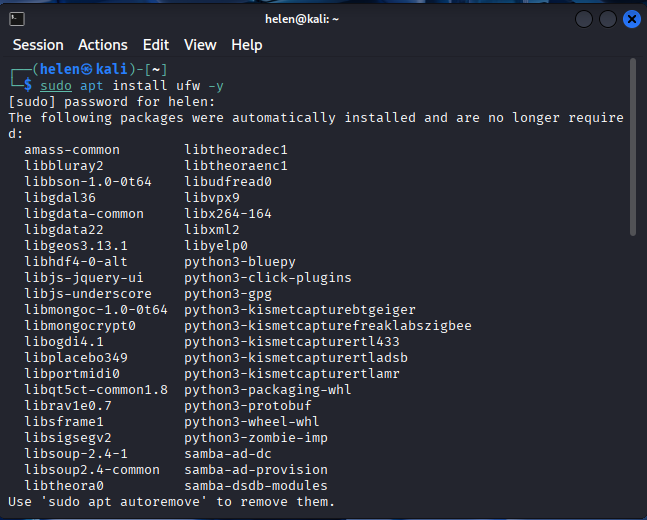 helen@kali: ~
Session Actions Edit View Help
┌──(helen㉿kali)-[~]
└─$ sudo apt install ufw -y
[sudo] password for helen:
The following packages were automatically installed and are no longer require
d:
amass-common libtheoradec1
libbluray2 libtheoraenc1
libbson-1.0-0t64 libudfread0
libgdal36 libvpx9
libgdata-common libx264-164
libgdata22 libxml2
libgeos3.13.1 libyelp0
libhdf4-0-alt python3-bluepy
libjs-jquery-ui python3-click-plugins
libjs-underscore python3-gpg
libmongoc-1.0-0t64 python3-kismetcapturebtgeiger
libmongocrypt0 python3-kismetcapturefreaklabszigbee
libogdi4.1 python3-kismetcapturertl433
libplacebo349 python3-kismetcapturertladsb
libportmidi0 python3-kismetcapturertlamr
libqt5ct-common1.8 python3-packaging-whl
librav1e0.7 python3-protobuf
libsframe1 python3-wheel-whl
libsigsegv2 python3-zombie-imp
libsoup-2.4-1 samba-ad-dc
libsoup2.4-common samba-ad-provision
libtheora0 samba-dsdb-modules
Use 'sudo apt autoremove' to remove them.